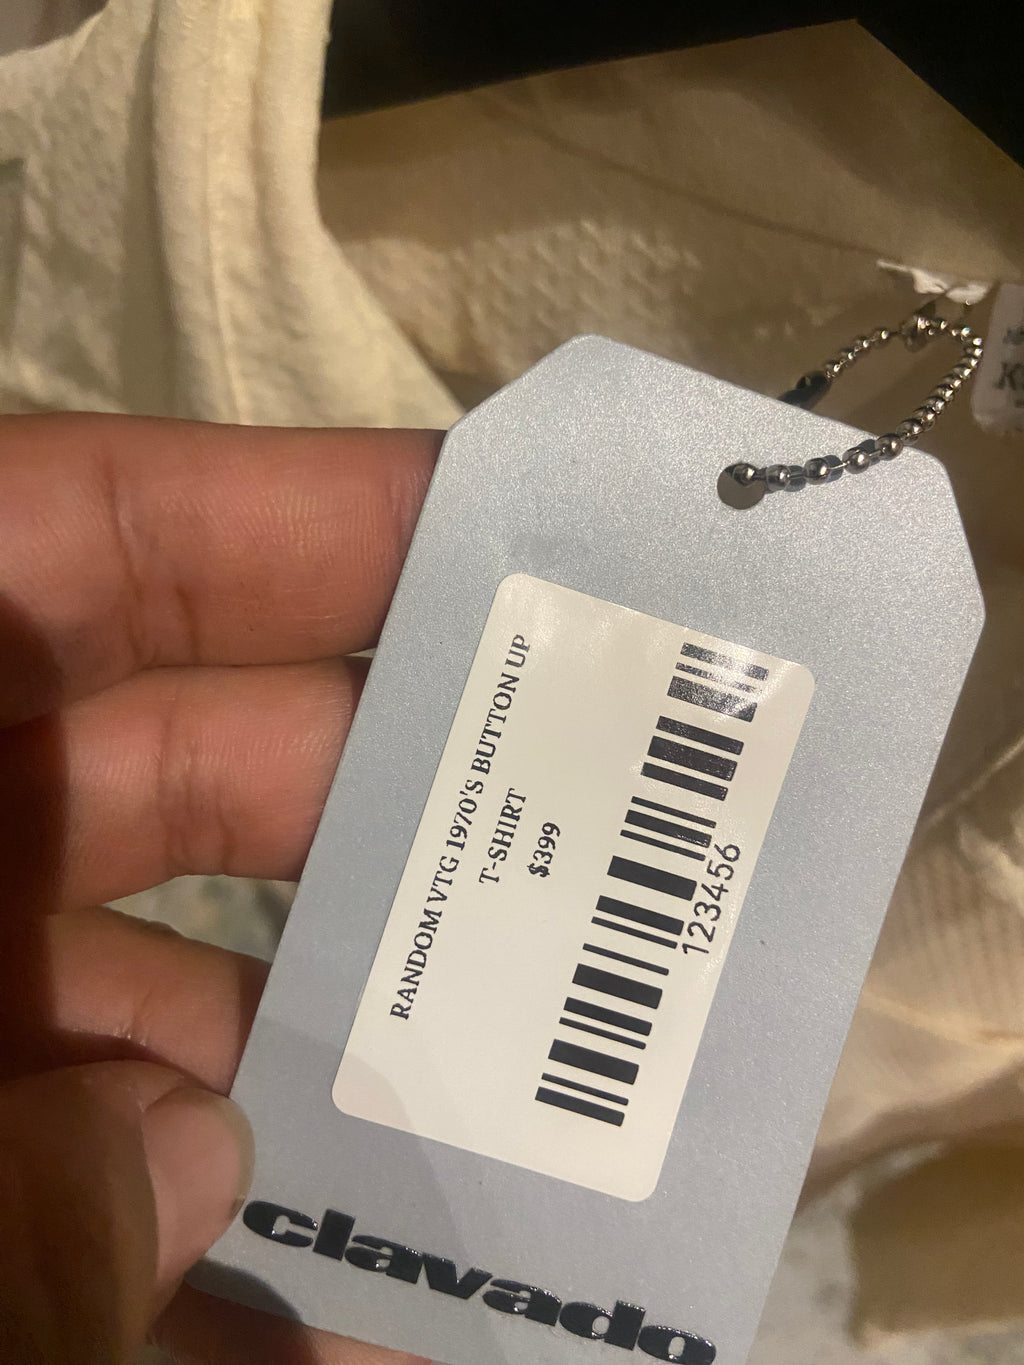 RANDOM VTG 1970'S BUTTON UP
T-SHIRT
$399
123456
clavado